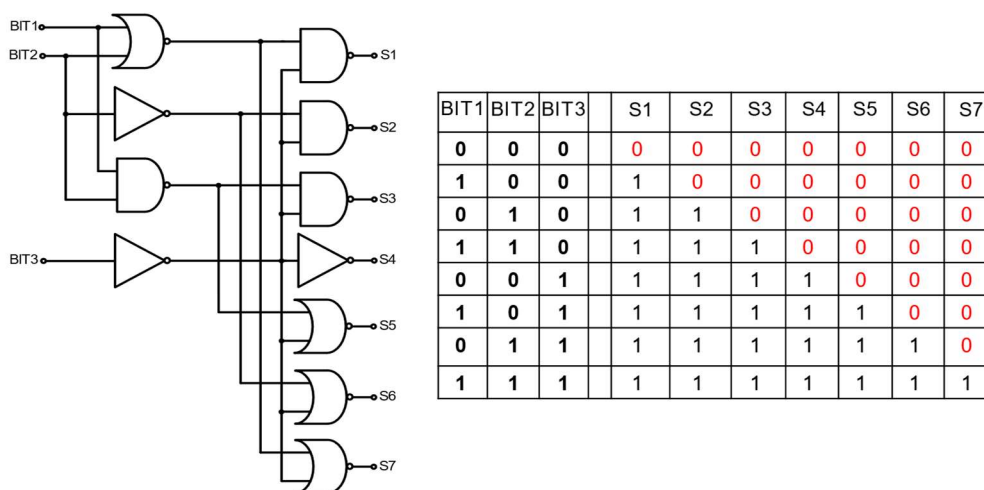 BIT1
BIT2
BIT3
S1
S2
S3
S4
S5
S6
S7
BIT1 BIT2 BIT3 S1 S2 S3 S4 S5 S6 S7
0 0 0 0 0 0 0 0 0 0
1 0 0 1 0 0 0 0 0 0
0 1 0 1 1 0 0 0 0 0
1 1 0 1 1 1 0 0 0 0
0 0 1 1 1 1 1 0 0 0
1 0 1 1 1 1 1 1 0 0
0 1 1 1 1 1 1 1 1 0
1 1 1 1 1 1 1 1 1 1